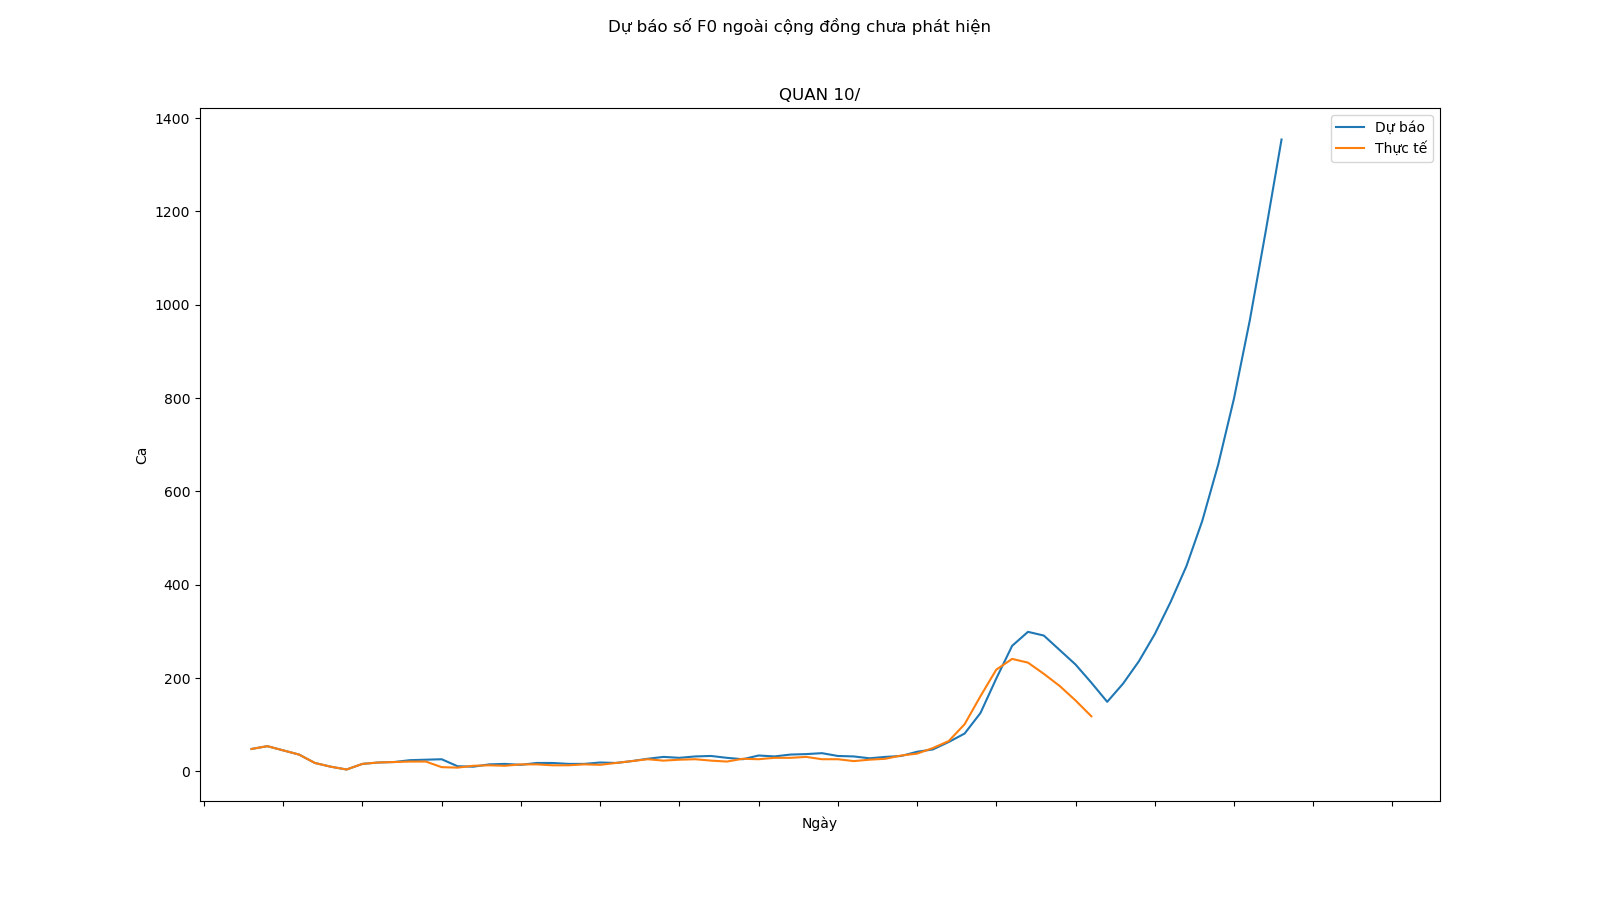 Dự báo số F0 ngoài cộng đồng chưa phát hiện
QUAN 10/
1400
1200
1000
800
600
400
200
0
Ca
Dự báo
Thực tế
Ngày